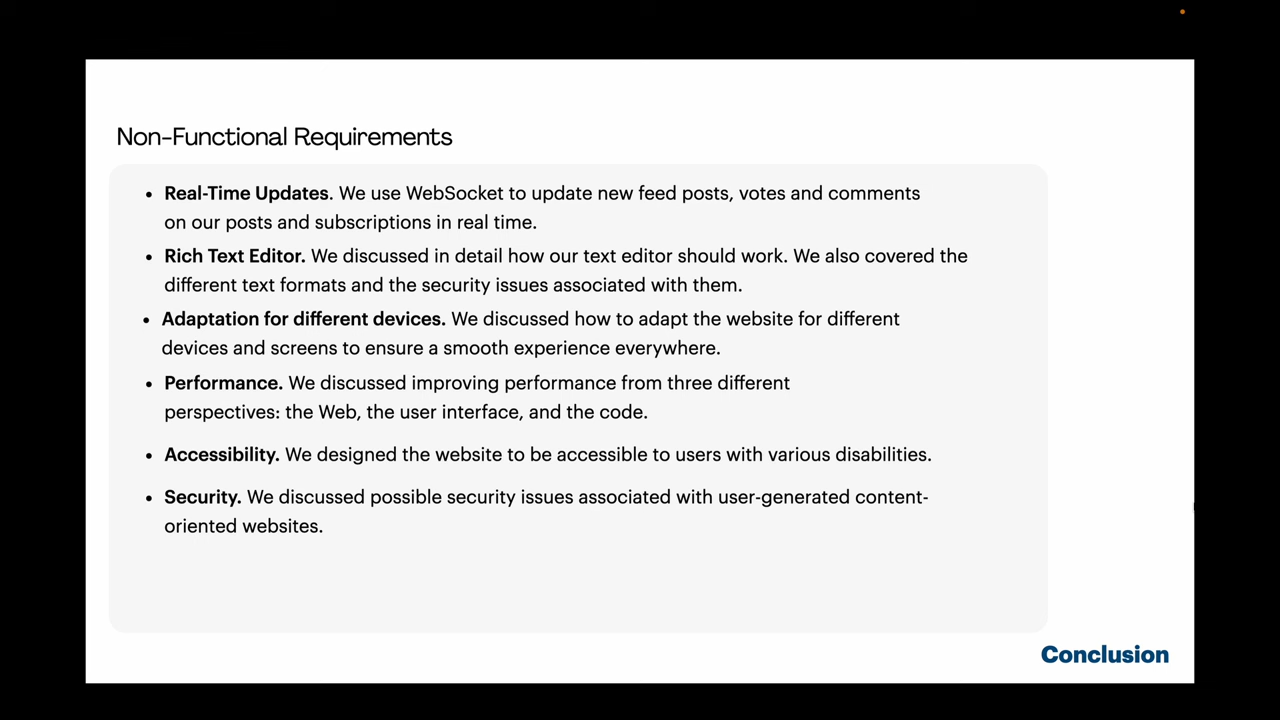 Non-Functional Requirements
• Real-Time Updates. We use WebSocket to update new feed posts, votes and comments
on our posts and subscriptions in real time.
• Rich Text Editor. We discussed in detail how our text editor should work. We also covered the
different text formats and the security issues associated with them.
• Adaptation for different devices. We discussed how to adapt the website for different
devices and screens to ensure a smooth experience everywhere.
• Performance. We discussed improving performance from three different
perspectives: the Web, the user interface, and the code.
• Accessibility. We designed the website to be accessible to users with various disabilities.
• Security. We discussed possible security issues associated with user-generated content-
oriented websites.
Conclusion